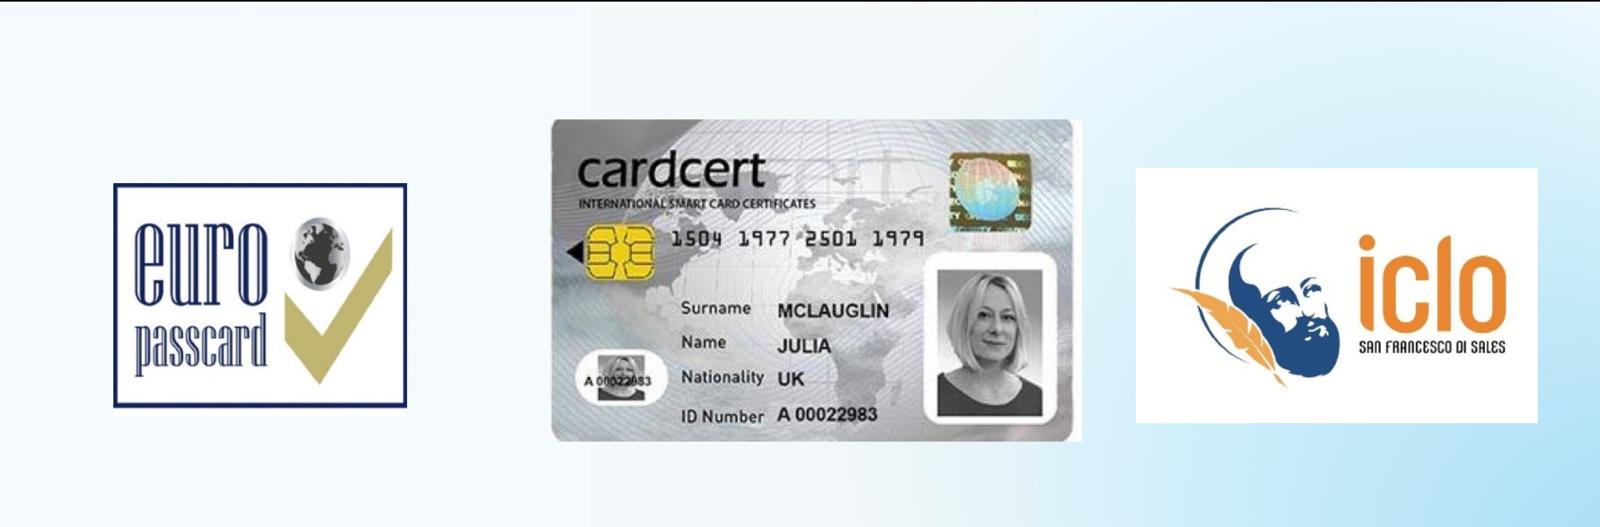 euro
passcard
cardcert
INTERNATIONAL SMART CARD CERTIFICATES
1504 1977 2501 1979
Surname MCLAUGLIN
Name JULIA
Nationality UK
ID Number A 00022983
A 00022983
iclo
SAN FRANCESCO DI SALES